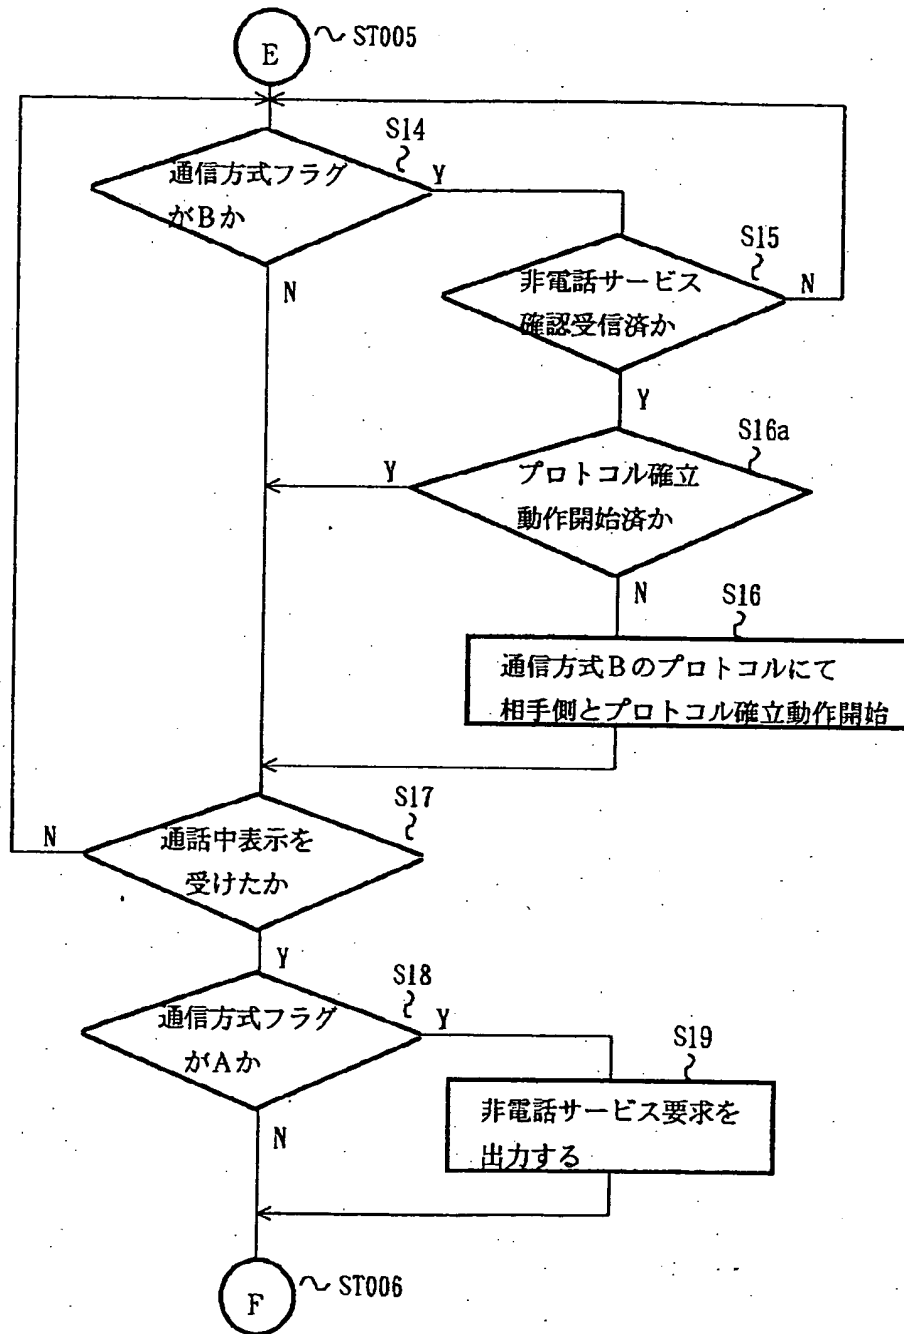 E
ST005
S14
通信方式フラグ
がBか
Y
N
S15
非電話サービス
確認受信済か
N
Y
S16a
プロトコル確立
動作開始済か
Y
N
S16
通信方式Bのプロトコルにて
相手側とプロトコル確立動作開始
S17
通話中表示を
受けたか
N
Y
S18
通信方式フラグ
がAか
Y
N
S19
非電話サービス要求を
出力する
F
ST006